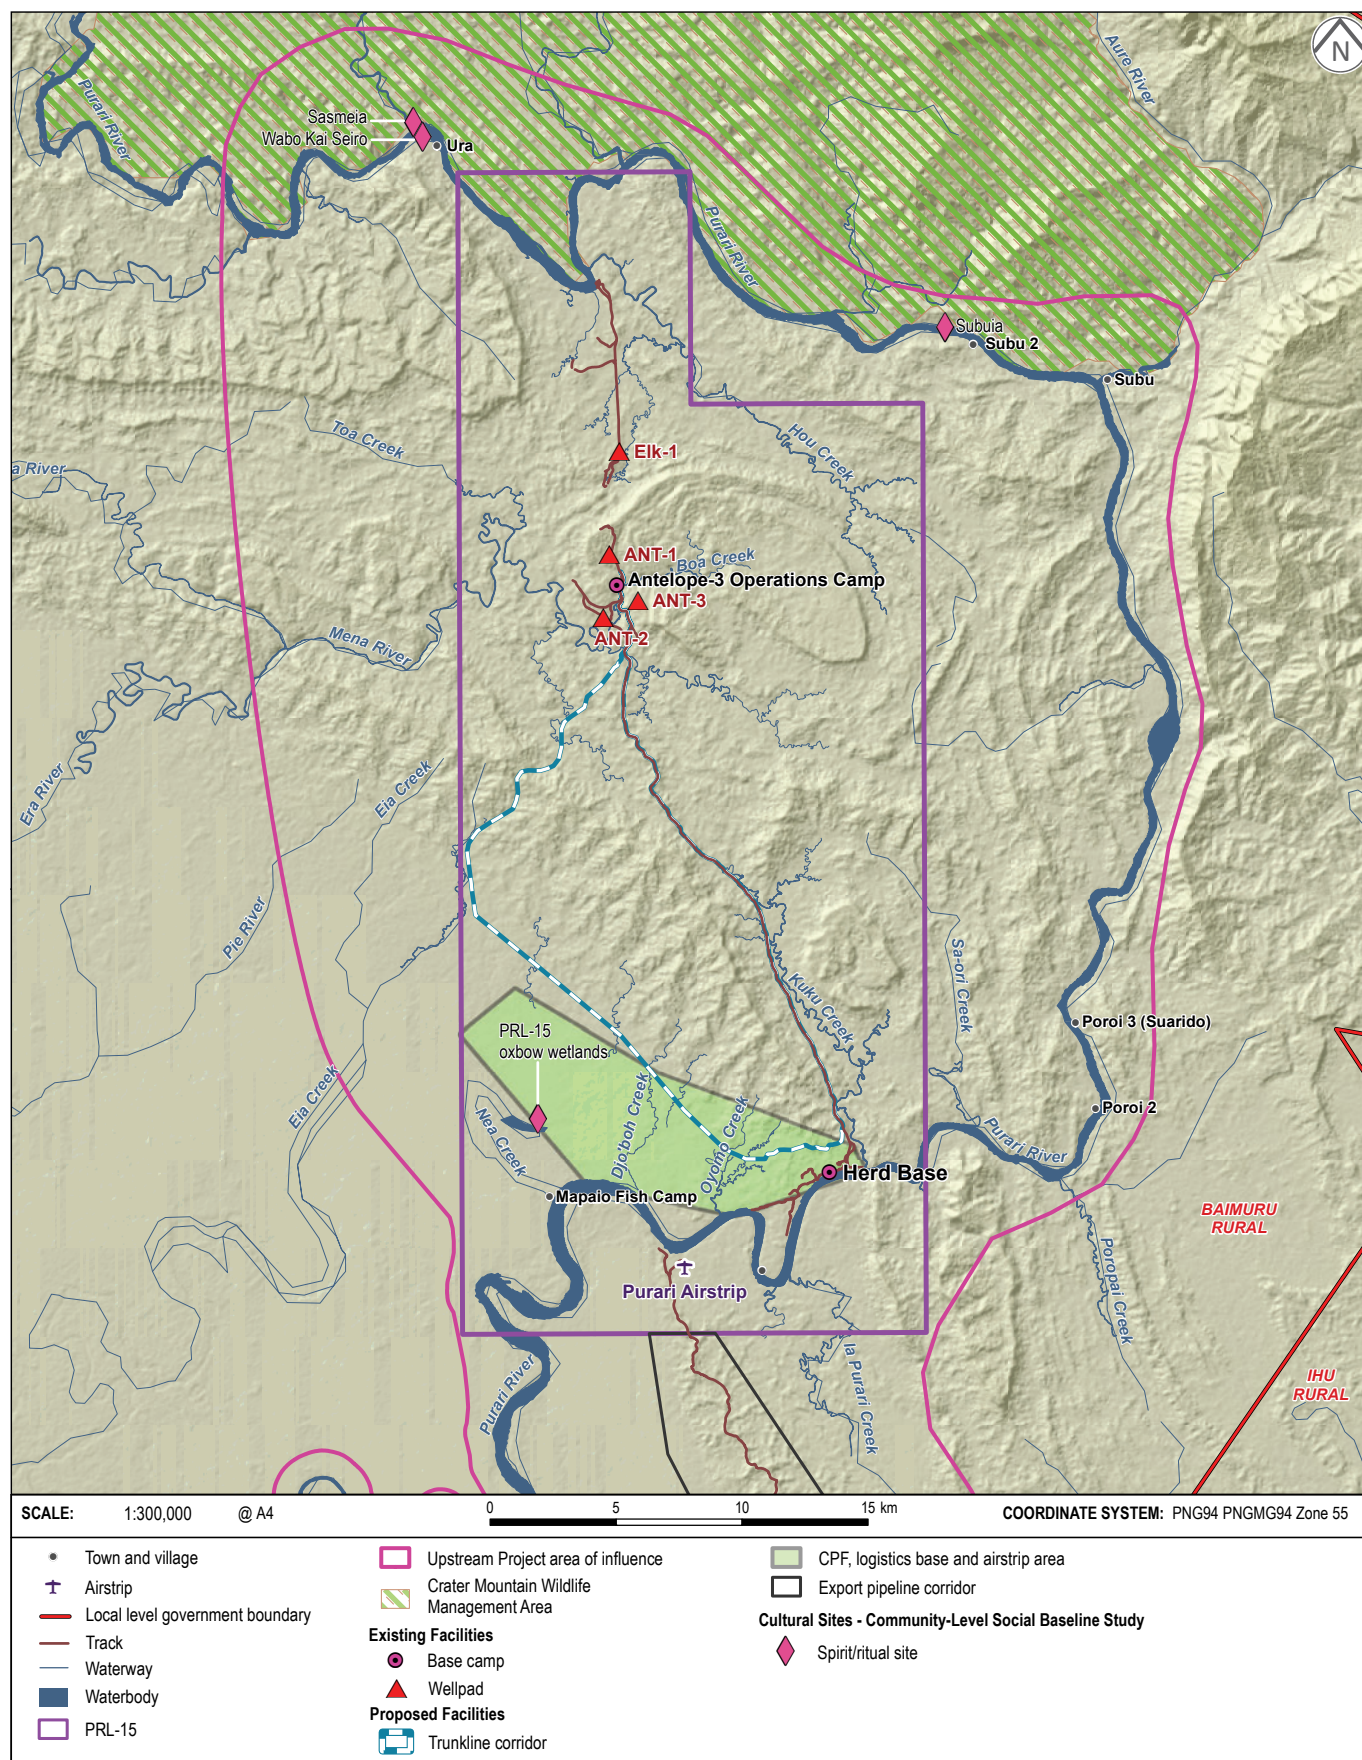 N
Aure River
Purari River
Sasmeia
Wabo Kai Seiro
Ura
Purari River
Subuia
Subu 2
Subu
Toa Creek
Hou Creek
a River
Elk-1
ANT-1
Boa Creek
Antelope-3 Operations Camp
ANT-3
ANT-2
Mena River
Era River
Eia Creek
Pie River
Sa-ori Creek
Kuku Creek
PRL-15
oxbow wetlands
Poroi 3 (Suarido)
Eia Creek
Nea Creek
Djo'boh Creek
Oyomo Creek
Poroi 2
Purari River
Herd Base
Mapaio Fish Camp
BAIMURU
RURAL
Poropai Creek
Purari Airstrip
Purari River
Ia Purari Creek
IHU
RURAL
SCALE: 1:300,000 @ A4
0 5 10 15 km
COORDINATE SYSTEM: PNG94 PNGMG94 Zone 55
Town and village
Airstrip
Local level government boundary
Track
Waterway
Waterbody
PRL-15
Upstream Project area of influence
Crater Mountain Wildlife
Management Area
Existing Facilities
Base camp
Wellpad
Proposed Facilities
Trunkline corridor
CPF, logistics base and airstrip area
Export pipeline corridor
Cultural Sites - Community-Level Social Baseline Study
Spirit/ritual site